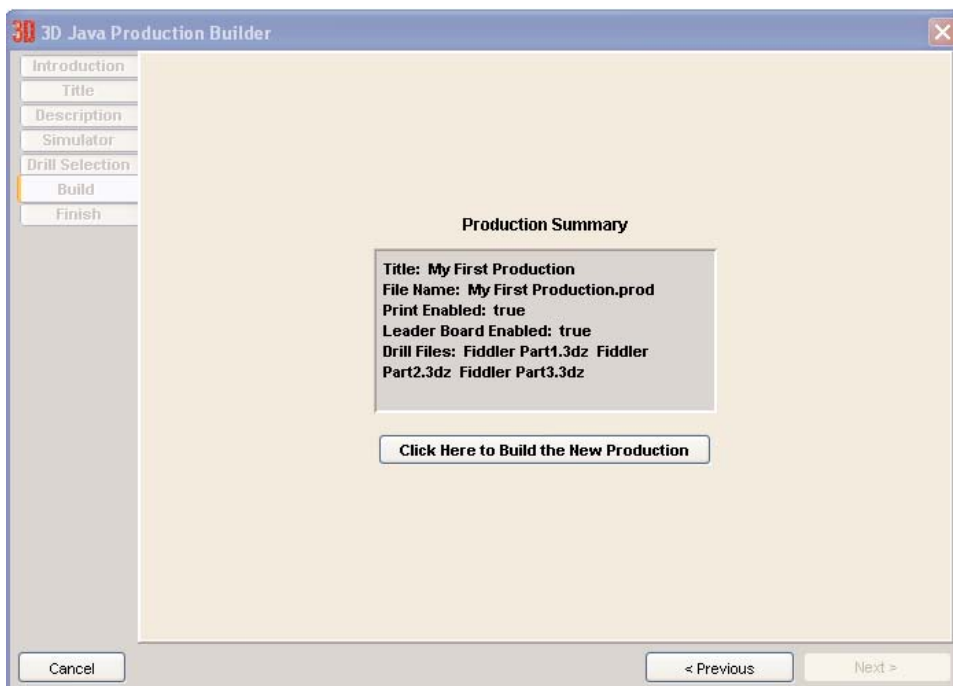 3D 3D Java Production Builder
Introduction
Title
Description
Simulator
Drill Selection
Build
Finish
Production Summary
Title: My First Production
File Name: My First Production.prod
Print Enabled: true
Leader Board Enabled: true
Drill Files: Fiddler Part1.3dz Fiddler
Part2.3dz Fiddler Part3.3dz
Click Here to Build the New Production
Cancel
< Previous
Next >